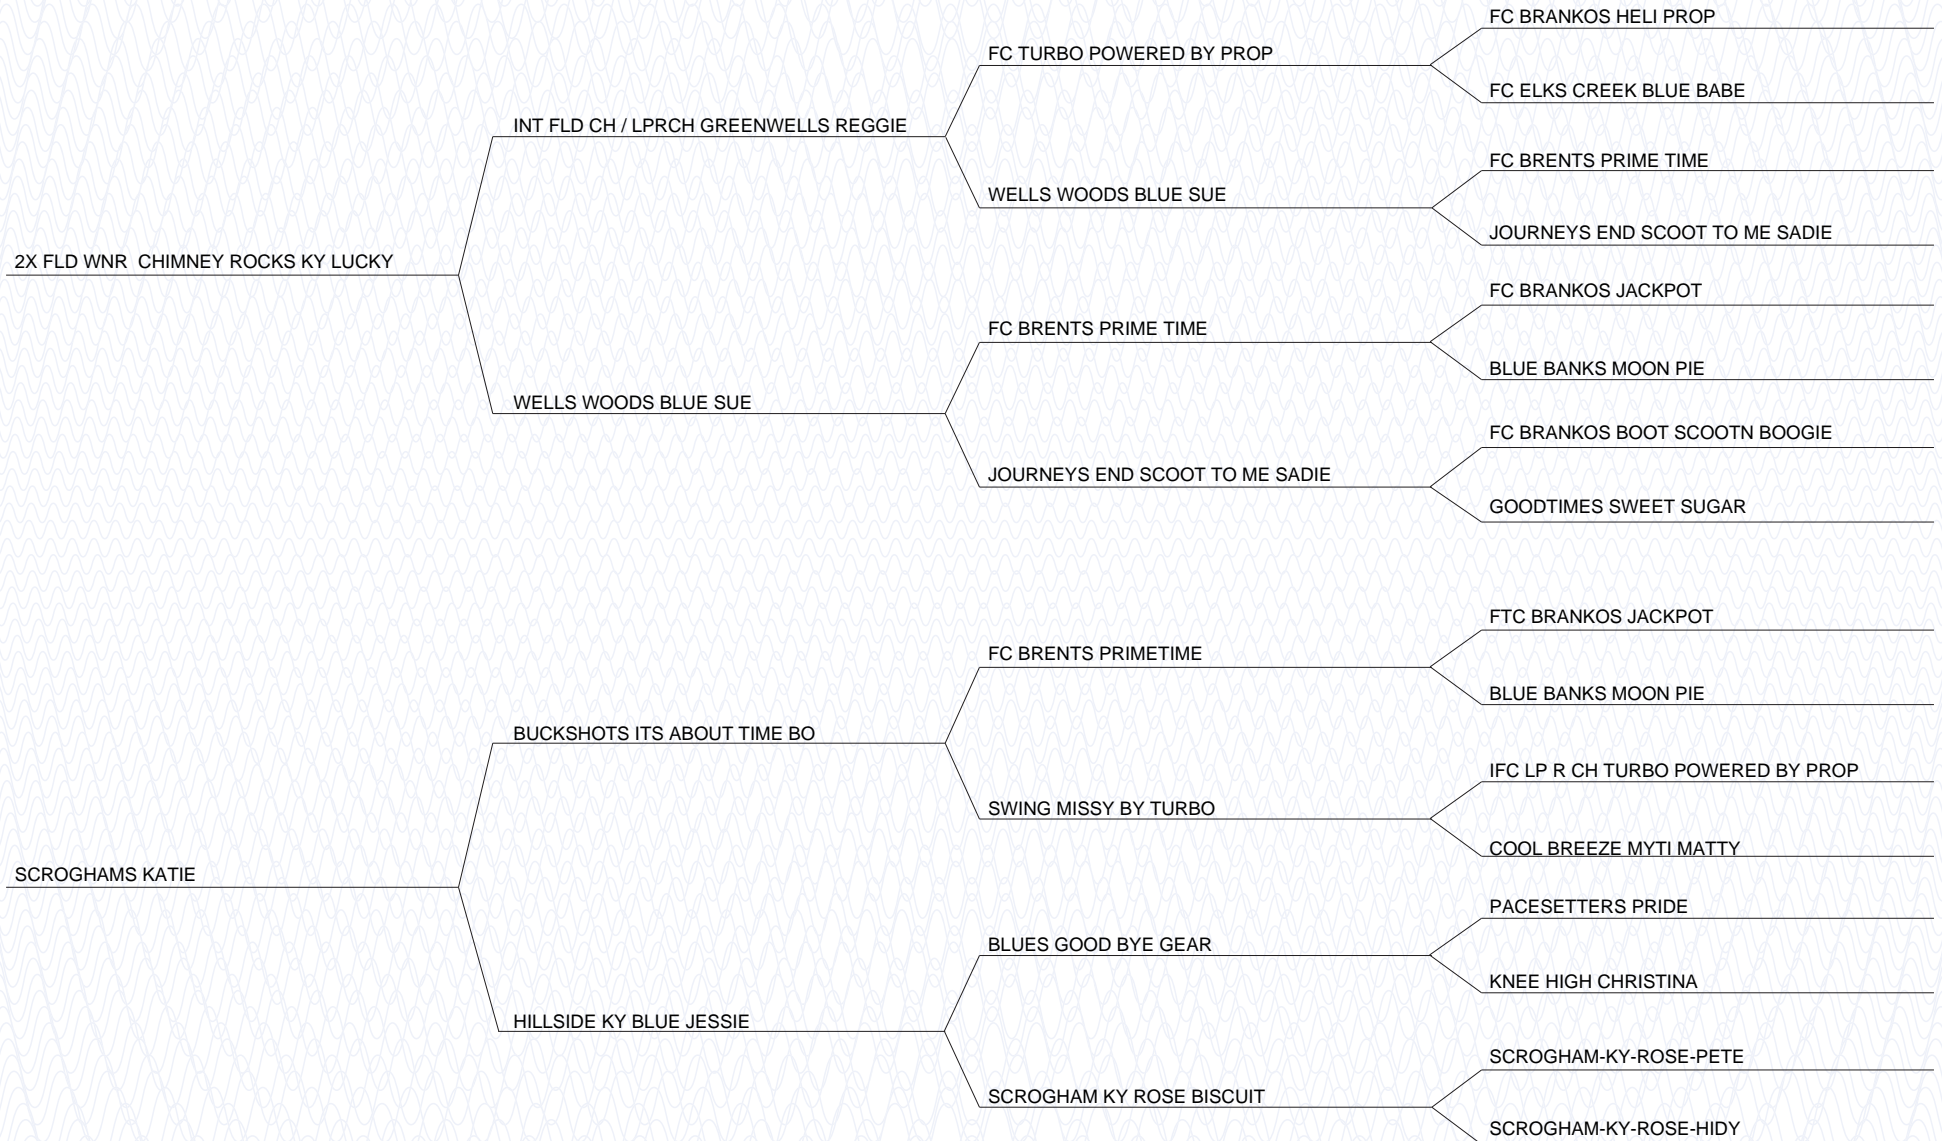 FC BRANKOS HELI PROP
FC TURBO POWERED BY PROP
FC ELKS CREEK BLUE BABE
INT FLD CH / LPRCH GREENWELLS REGGIE
FC BRENTS PRIME TIME
WELLS WOODS BLUE SUE
JOURNEYS END SCOOT TO ME SADIE
2X FLD WNR  CHIMNEY ROCKS KY LUCKY
FC BRANKOS JACKPOT
FC BRENTS PRIME TIME
BLUE BANKS MOON PIE
WELLS WOODS BLUE SUE
FC BRANKOS BOOT SCOOTN BOOGIE
JOURNEYS END SCOOT TO ME SADIE
GOODTIMES SWEET SUGAR
FTC BRANKOS JACKPOT
FC BRENTS PRIMETIME
BLUE BANKS MOON PIE
BUCKSHOTS ITS ABOUT TIME BO
IFC LP R CH TURBO POWERED BY PROP
SWING MISSY BY TURBO
COOL BREEZE MYTI MATTY
SCROGHAMS KATIE
PACESETTERS PRIDE
BLUES GOOD BYE GEAR
KNEE HIGH CHRISTINA
HILLSIDE KY BLUE JESSIE
SCROGHAM-KY-ROSE-PETE
SCROGHAM KY ROSE BISCUIT
SCROGHAM-KY-ROSE-HIDY